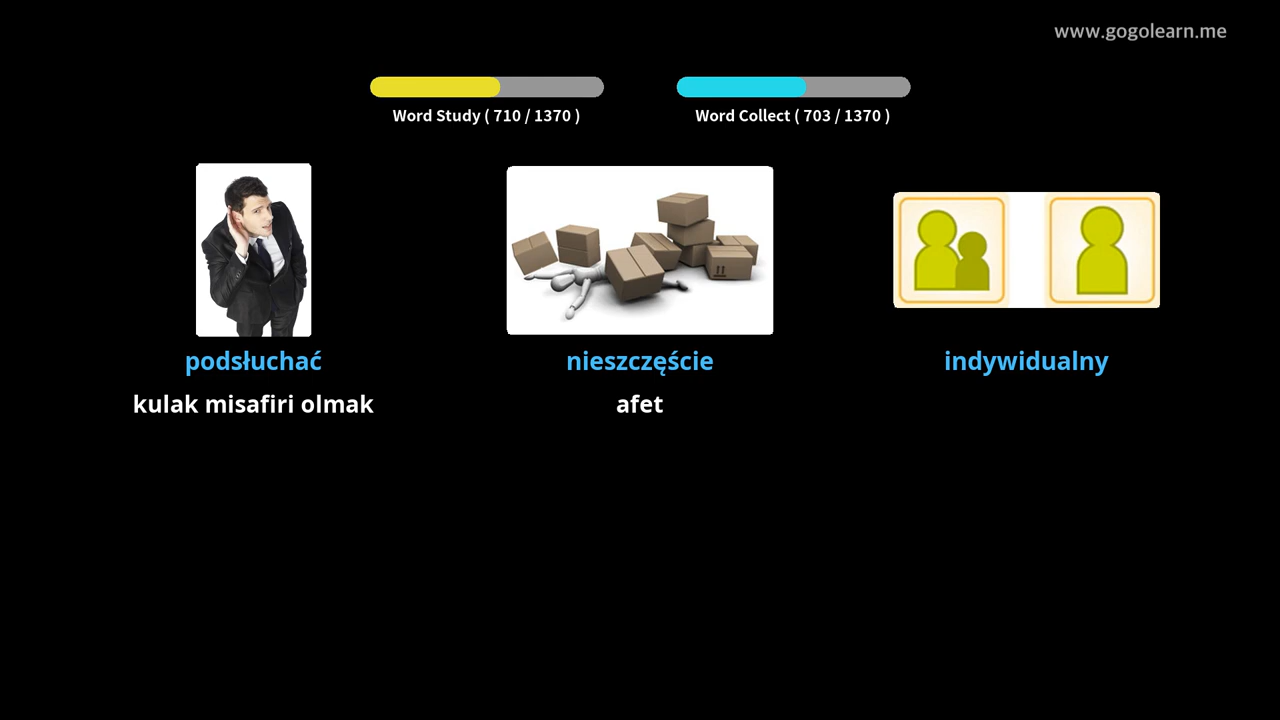 www.gogolearn.me
Word Study ( 710 / 1370 )
Word Collect ( 703 / 1370 )
podsłuchać
nieszczęście
indywidualny
kulak misafiri olmak
afet